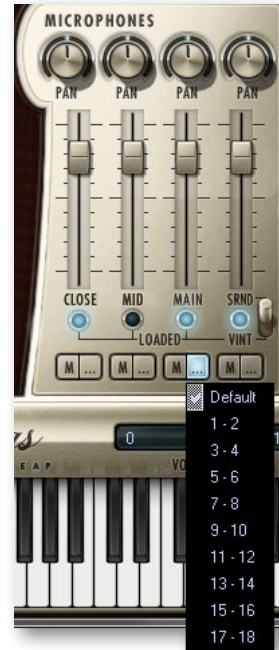 MICROPHONES
PAN PAN PAN PAN
CLOSE MID MAIN SRND
LOADED VINT
M ... M ... M ... M ...
Default
0
E A P VO
1 - 2
3 - 4
5 - 6
7 - 8
9 - 10
11 - 12
13 - 14
15 - 16
17 - 18